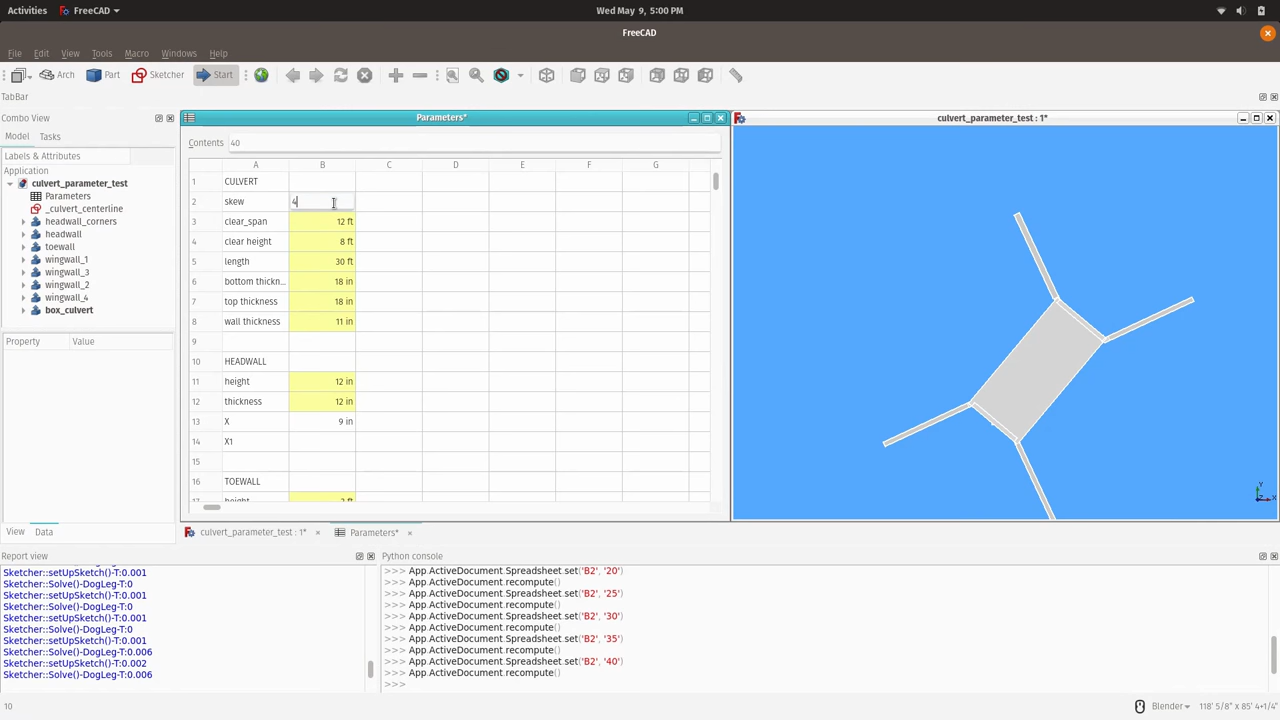 Activities FreeCAD Wed May 9, 5:00 PM
FreeCAD
File Edit View Tools Macro Windows Help
Arch Part Sketcher Start
TabBar
Combo View
Model Tasks
Labels & Attributes
Application
culvert_parameter_test
Parameters
_culvert_centerline
headwall_corners
headwall
toewall
wingwall_1
wingwall_3
wingwall_2
wingwall_4
box_culvert
Property Value
View Data
Parameters*
Contents 40
A B C D E F G
1 CULVERT
2 skew 4
3 clear_span 12 ft
4 clear height 8 ft
5 length 30 ft
6 bottom thickn... 18 in
7 top thickness 18 in
8 wall thickness 11 in
9
10 HEADWALL
11 height 12 in
12 thickness 12 in
13 X 9 in
14 X1
15
16 TOEWALL
17 height 2 ft
culvert_parameter_test : 1*
Y
X
culvert_parameter_test : 1* Parameters*
Report view
Sketcher::setUpSketch()-T:0.001
Sketcher::Solve()-DogLeg-T:0
Sketcher::setUpSketch()-T:0.001
Sketcher::Solve()-DogLeg-T:0
Sketcher::setUpSketch()-T:0.001
Sketcher::Solve()-DogLeg-T:0
Sketcher::setUpSketch()-T:0.001
Sketcher::Solve()-DogLeg-T:0.006
Sketcher::setUpSketch()-T:0.002
Sketcher::Solve()-DogLeg-T:0.006
Python console
>>> App.ActiveDocument.Spreadsheet.set('B2', '20')
>>> App.ActiveDocument.recompute()
>>> App.ActiveDocument.Spreadsheet.set('B2', '25')
>>> App.ActiveDocument.recompute()
>>> App.ActiveDocument.Spreadsheet.set('B2', '30')
>>> App.ActiveDocument.recompute()
>>> App.ActiveDocument.Spreadsheet.set('B2', '35')
>>> App.ActiveDocument.recompute()
>>> App.ActiveDocument.Spreadsheet.set('B2', '40')
>>> App.ActiveDocument.recompute()
>>>
10 Blender 118' 5/8" x 85' 4+1/4"